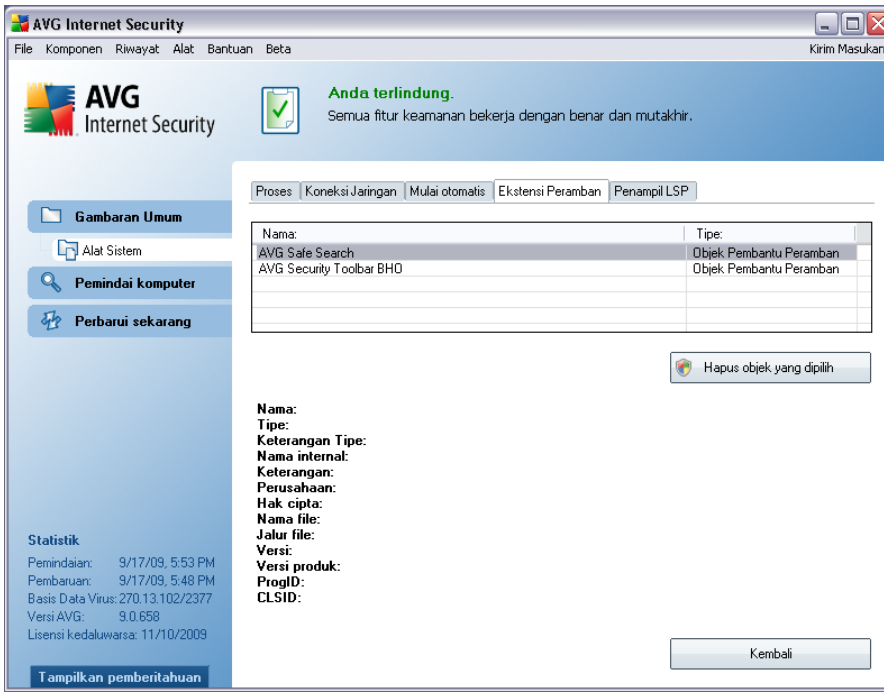 AVG Internet Security
File Komponen Riwayat Alat Bantuan Beta Kirim Masukan
AVG
Internet Security
Anda terlindung.
Semua fitur keamanan bekerja dengan benar dan mutakhir.
Gambaran Umum
Alat Sistem
Pemindai komputer
Perbarui sekarang
Proses Koneksi Jaringan Mulai otomatis Ekstensi Peramban Penampil LSP
Nama: Tipe:
AVG Safe Search Objek Pembantu Peramban
AVG Security Toolbar BHO Objek Pembantu Peramban
Hapus objek yang dipilih
Nama:
Tipe:
Keterangan Tipe:
Nama internal:
Keterangan:
Perusahaan:
Hak cipta:
Nama file:
Jalur file:
Versi:
Versi produk:
ProgID:
CLSID:
Statistik
Pemindaian: 9/17/09, 5:53 PM
Pembaruan: 9/17/09, 5:48 PM
Basis Data Virus: 270.13.102/2377
Versi AVG: 9.0.658
Lisensi kedaluwarsa: 11/10/2009
Tampilkan pemberitahuan
Kembali